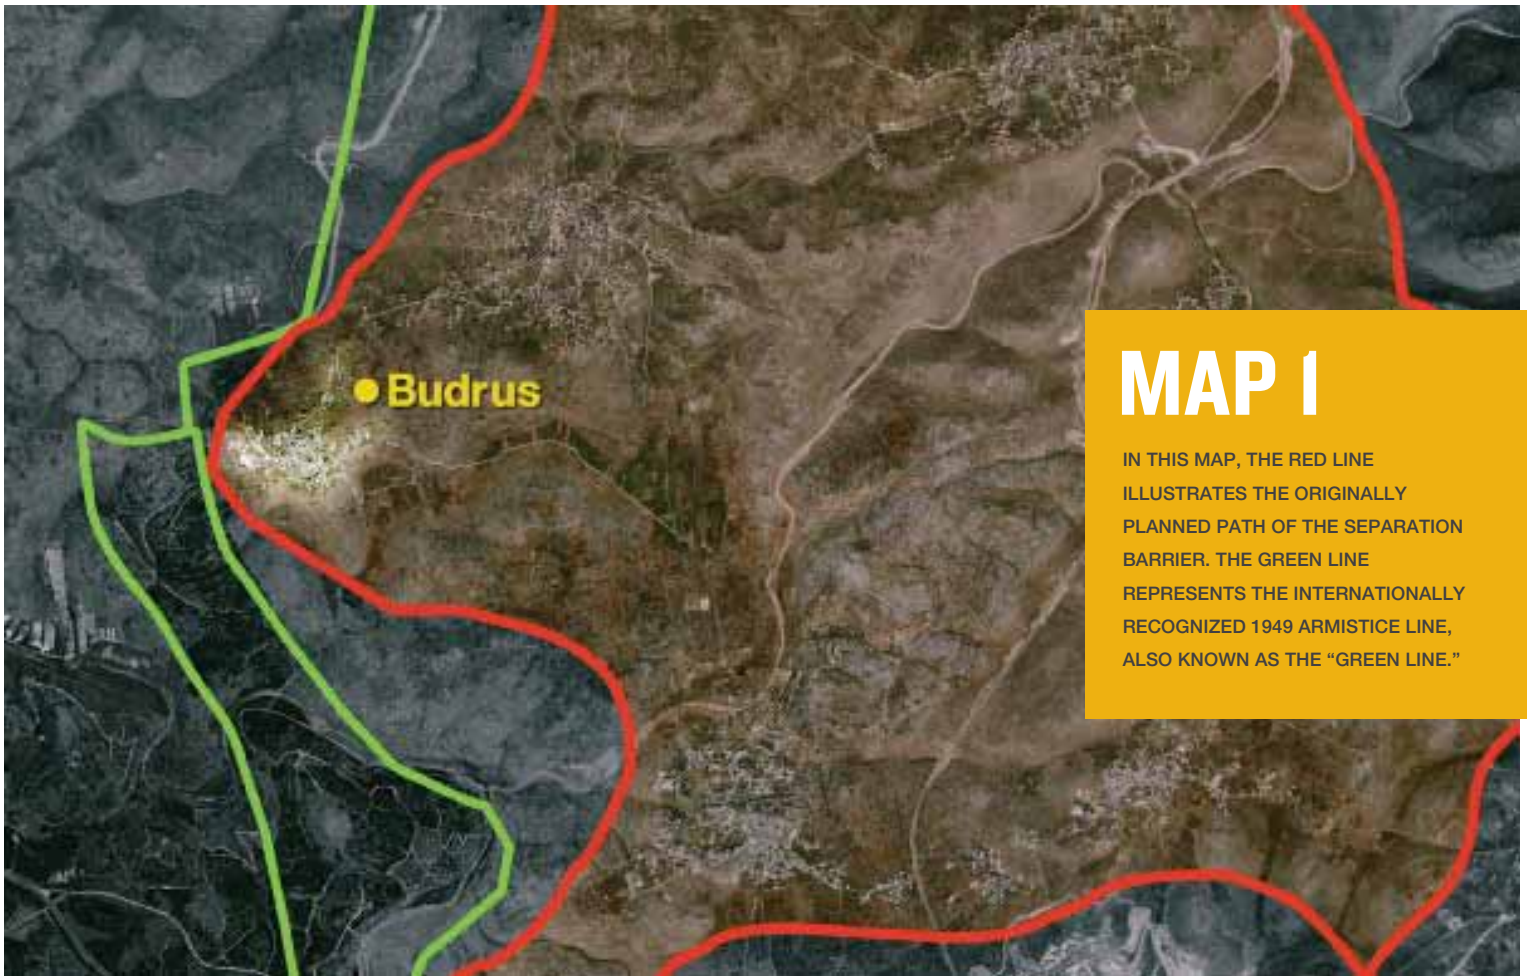 Budrus
MAP 1
IN THIS MAP, THE RED LINE
ILLUSTRATES THE ORIGINALLY
PLANNED PATH OF THE SEPARATION
BARRIER. THE GREEN LINE
REPRESENTS THE INTERNATIONALLY
RECOGNIZED 1949 ARMISTICE LINE,
ALSO KNOWN AS THE “GREEN LINE.”